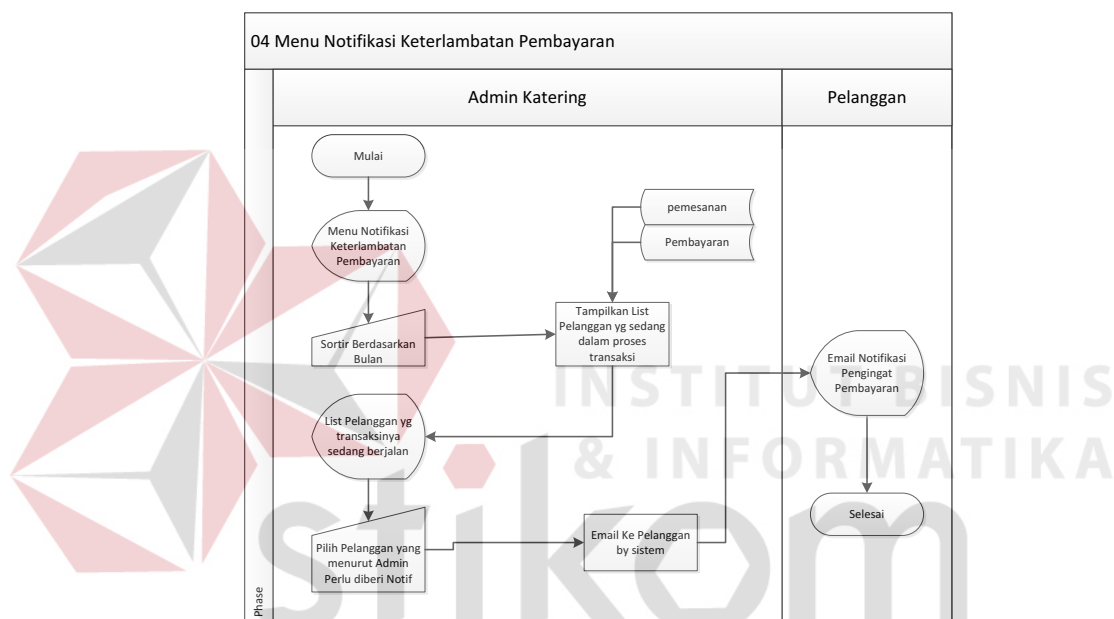 04 Menu Notifikasi Keterlambatan Pembayaran
Admin Katering
Pelanggan
Mulai
Menu Notifikasi
Keterlambatan
Pembayaran
pemesanan
Pembayaran
Sortir Berdasarkan
Bulan
Tampilkan List
Pelanggan yg sedang
dalam proses
transaksi
Email Notifikasi
Pengingat
Pembayaran
List Pelanggan yg
transaksinya
sedang berjalan
Selesai
Pilih Pelanggan yang
menurut Admin
Perlu diberi Notif
Email Ke Pelanggan
by sistem
Phase
INSTITUT BISNIS
& INFORMATIKA
stikom